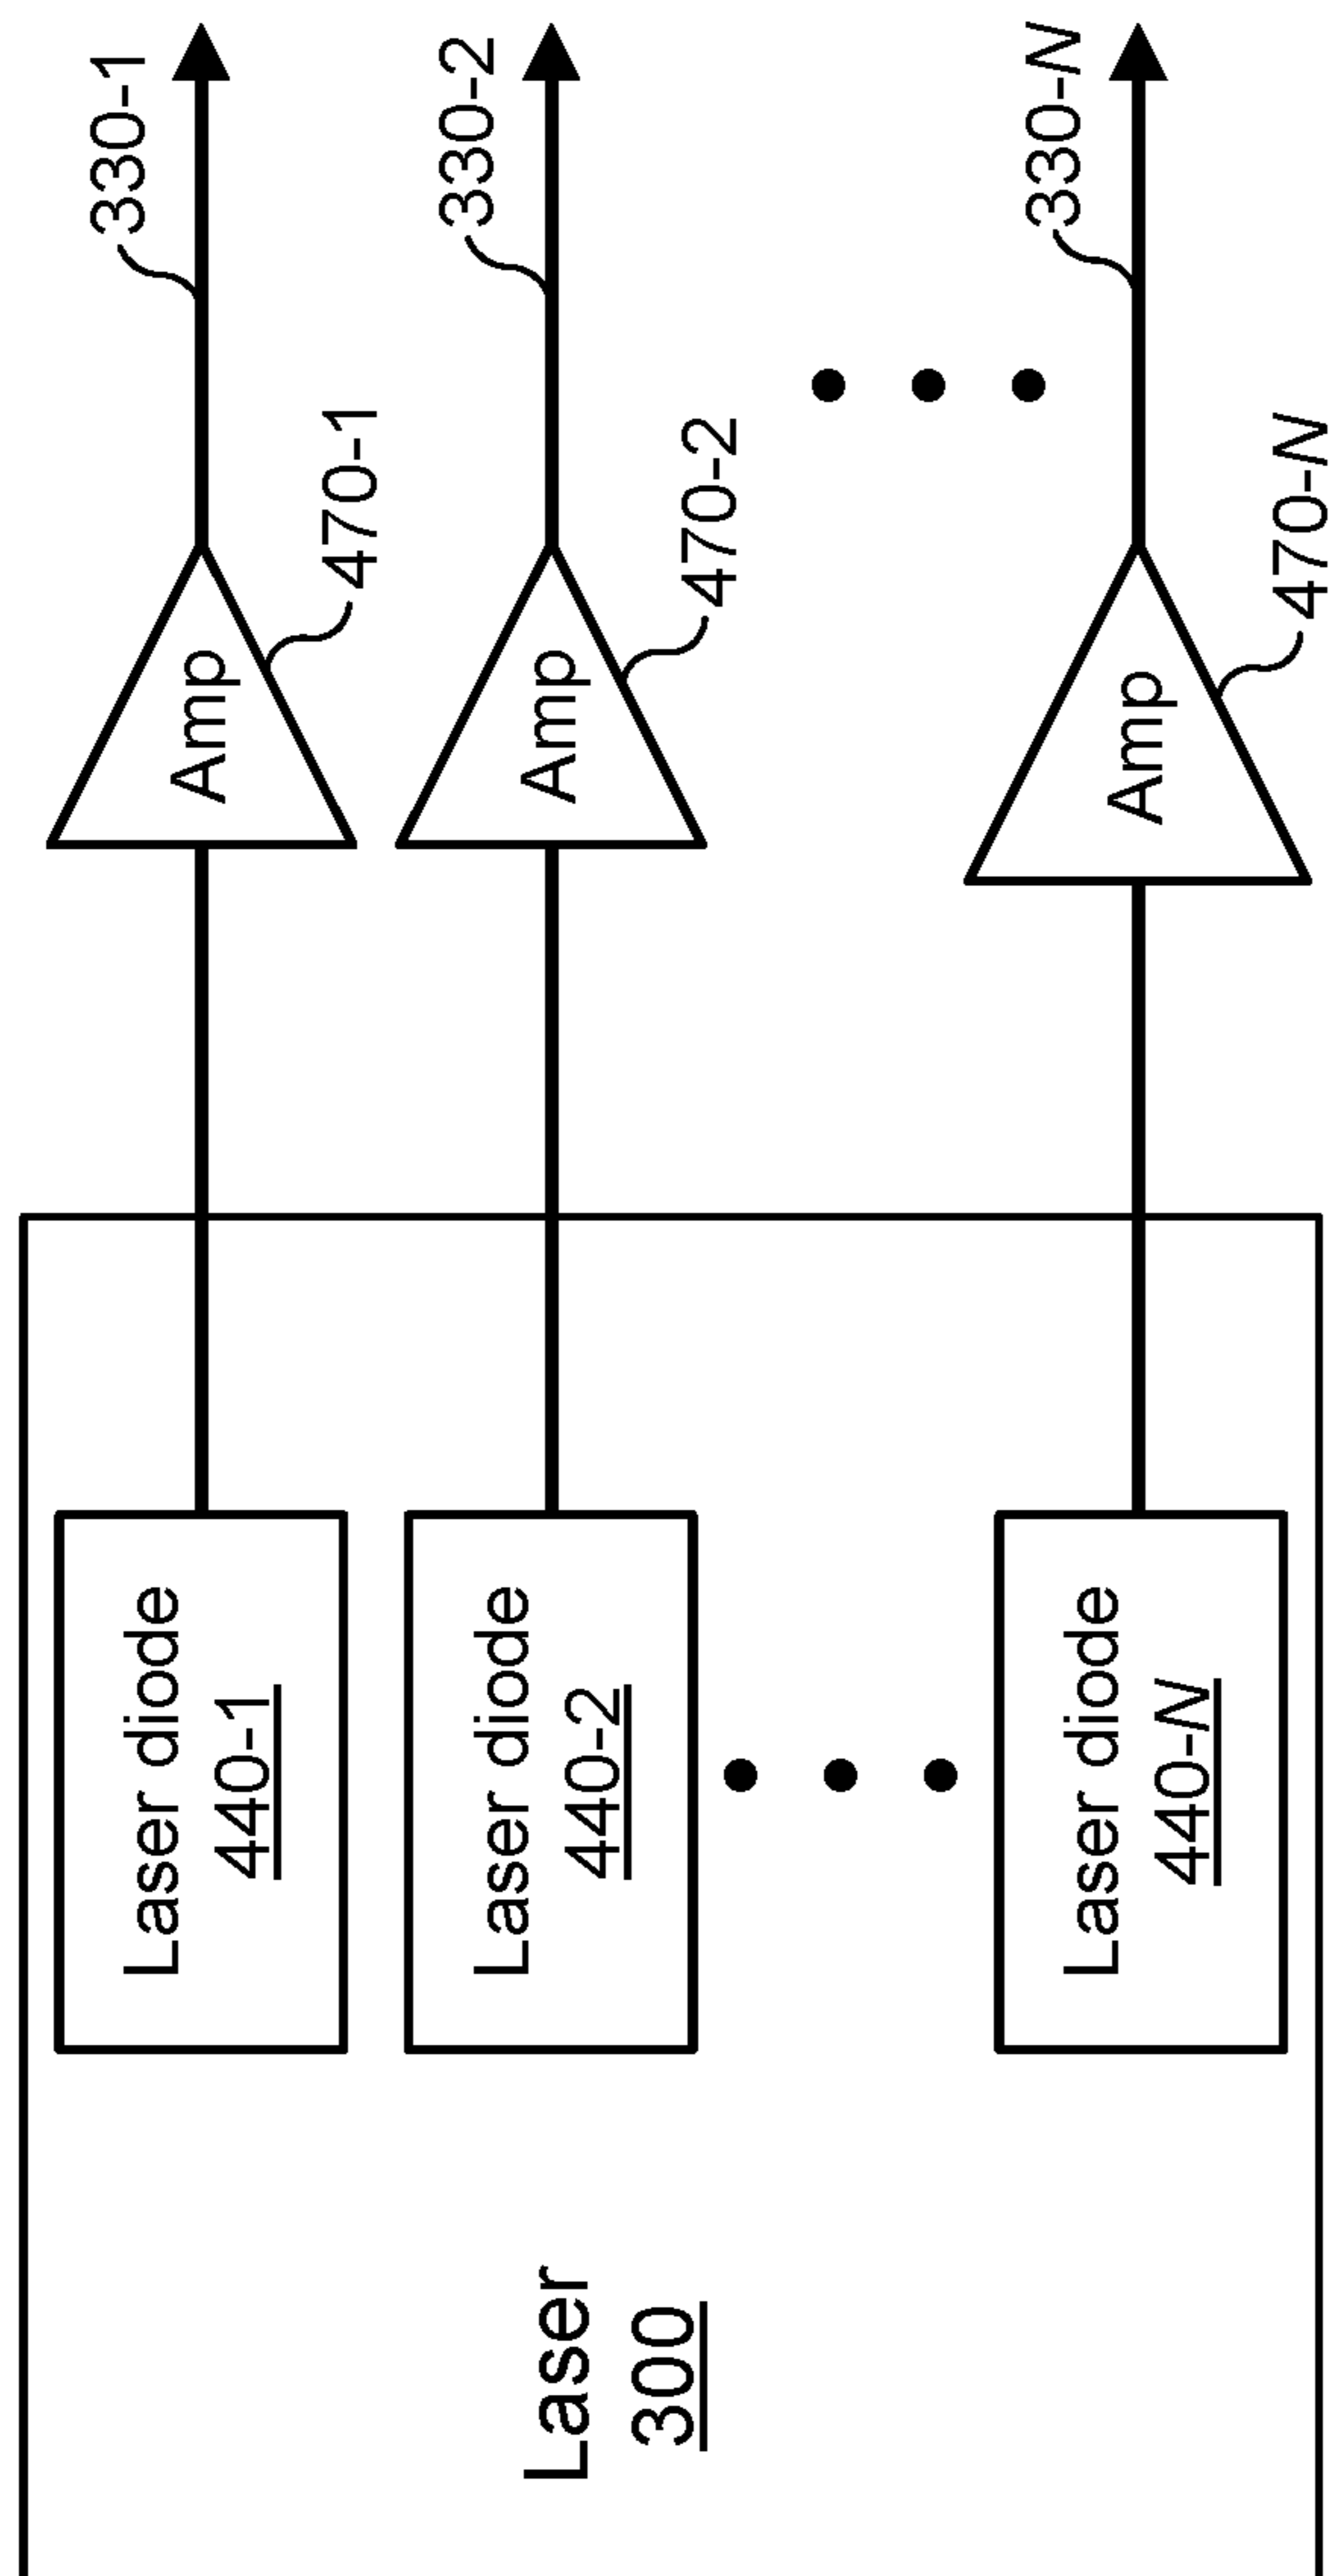 Laser
300
Laser diode
440-1
Amp
470-1
330-1
Laser diode
440-2
Amp
470-2
330-2
Laser diode
440-N
Amp
470-N
330-N